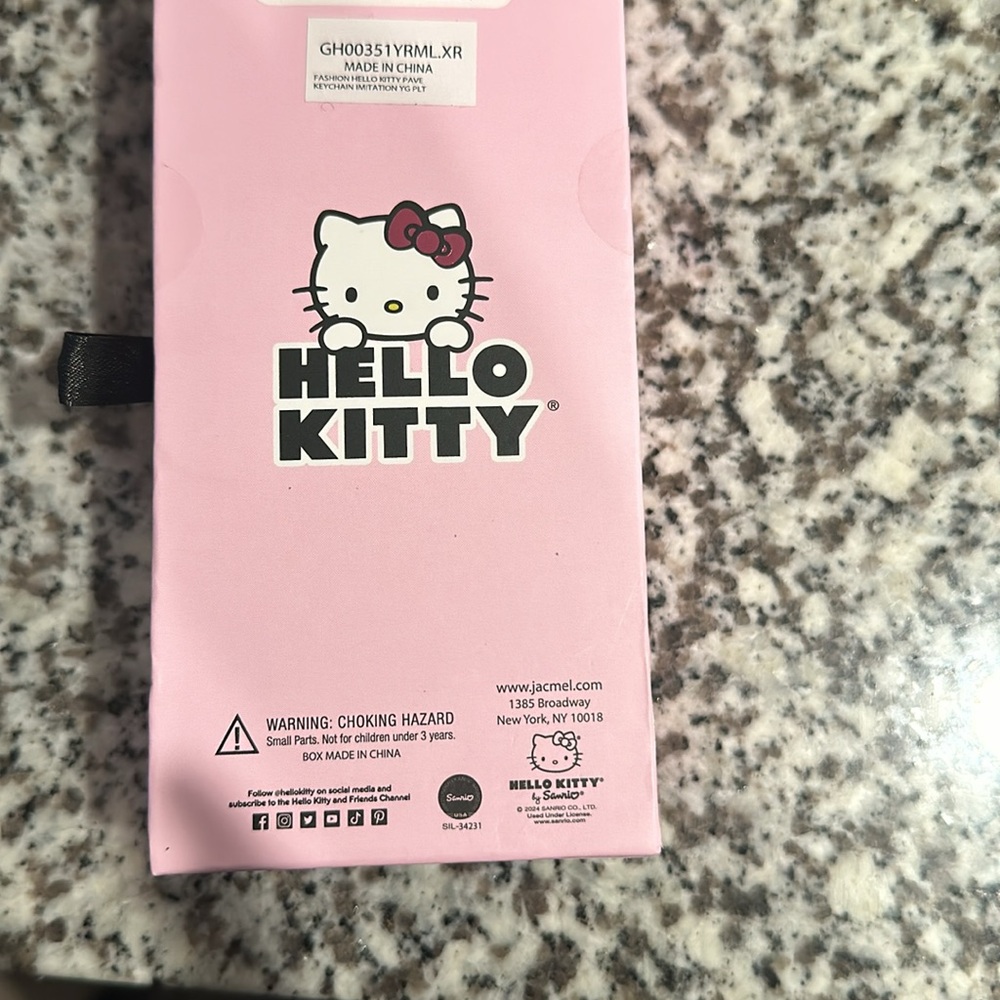 GH00351YRML.XR
MADE IN CHINA
FASHION HELLO KITTY PAVE
KEYCHAIN IMITATION YG PLT
HELLO
KITTY®
WARNING: CHOKING HAZARD
Small Parts. Not for children under 3 years.
BOX MADE IN CHINA
Follow @hellokitty on social media and
subscribe to the Hello Kitty and Friends Channel
Sanrio
USA
SIL-34231
www.jacmel.com
1385 Broadway
New York, NY 10018
HELLO KITTY®
by Sanrio®
© 2024 SANRIO CO., LTD.
Used Under License.
www.sanrio.com